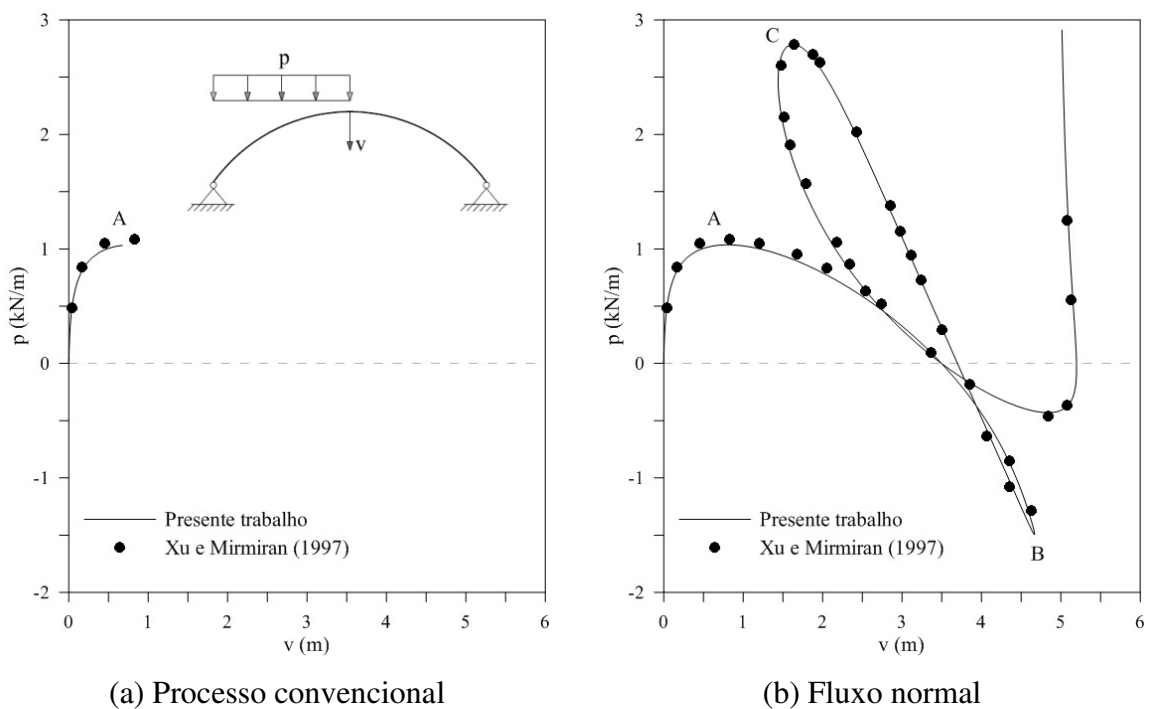 3
2
1
0
-1
-2
p (kN/m)
p
v
A
Presente trabalho
Xu e Mirmiran (1997)
0 1 2 3 4 5 6
v (m)
(a) Processo convencional
3
2
1
0
-1
-2
p (kN/m)
C
A
B
Presente trabalho
Xu e Mirmiran (1997)
0 1 2 3 4 5 6
v (m)
(b) Fluxo normal